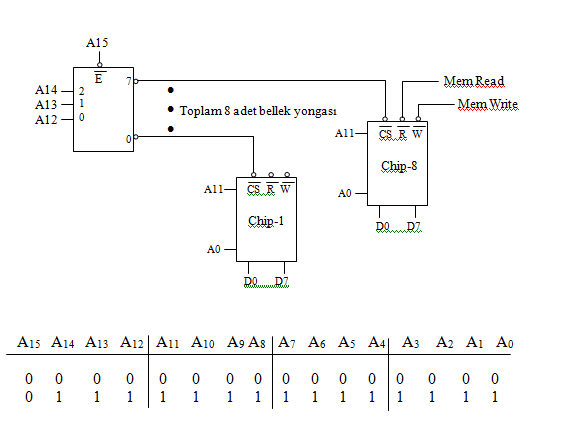 A15
E
7
A14 2
A13 1
A12 0
0
Toplam 8 adet bellek yongası
Mem Read
Mem Write
A11 CS R W
Chip-8
A0
D0 D7
A11 CS R W
Chip-1
A0
D0 D7
A15 A14 A13 A12 A11 A10 A9 A8 A7 A6 A5 A4 A3 A2 A1 A0
0 0 0 0 0 0 0 0 0 0 0 0 0 0 0 0
0 1 1 1 1 1 1 1 1 1 1 1 1 1 1 1